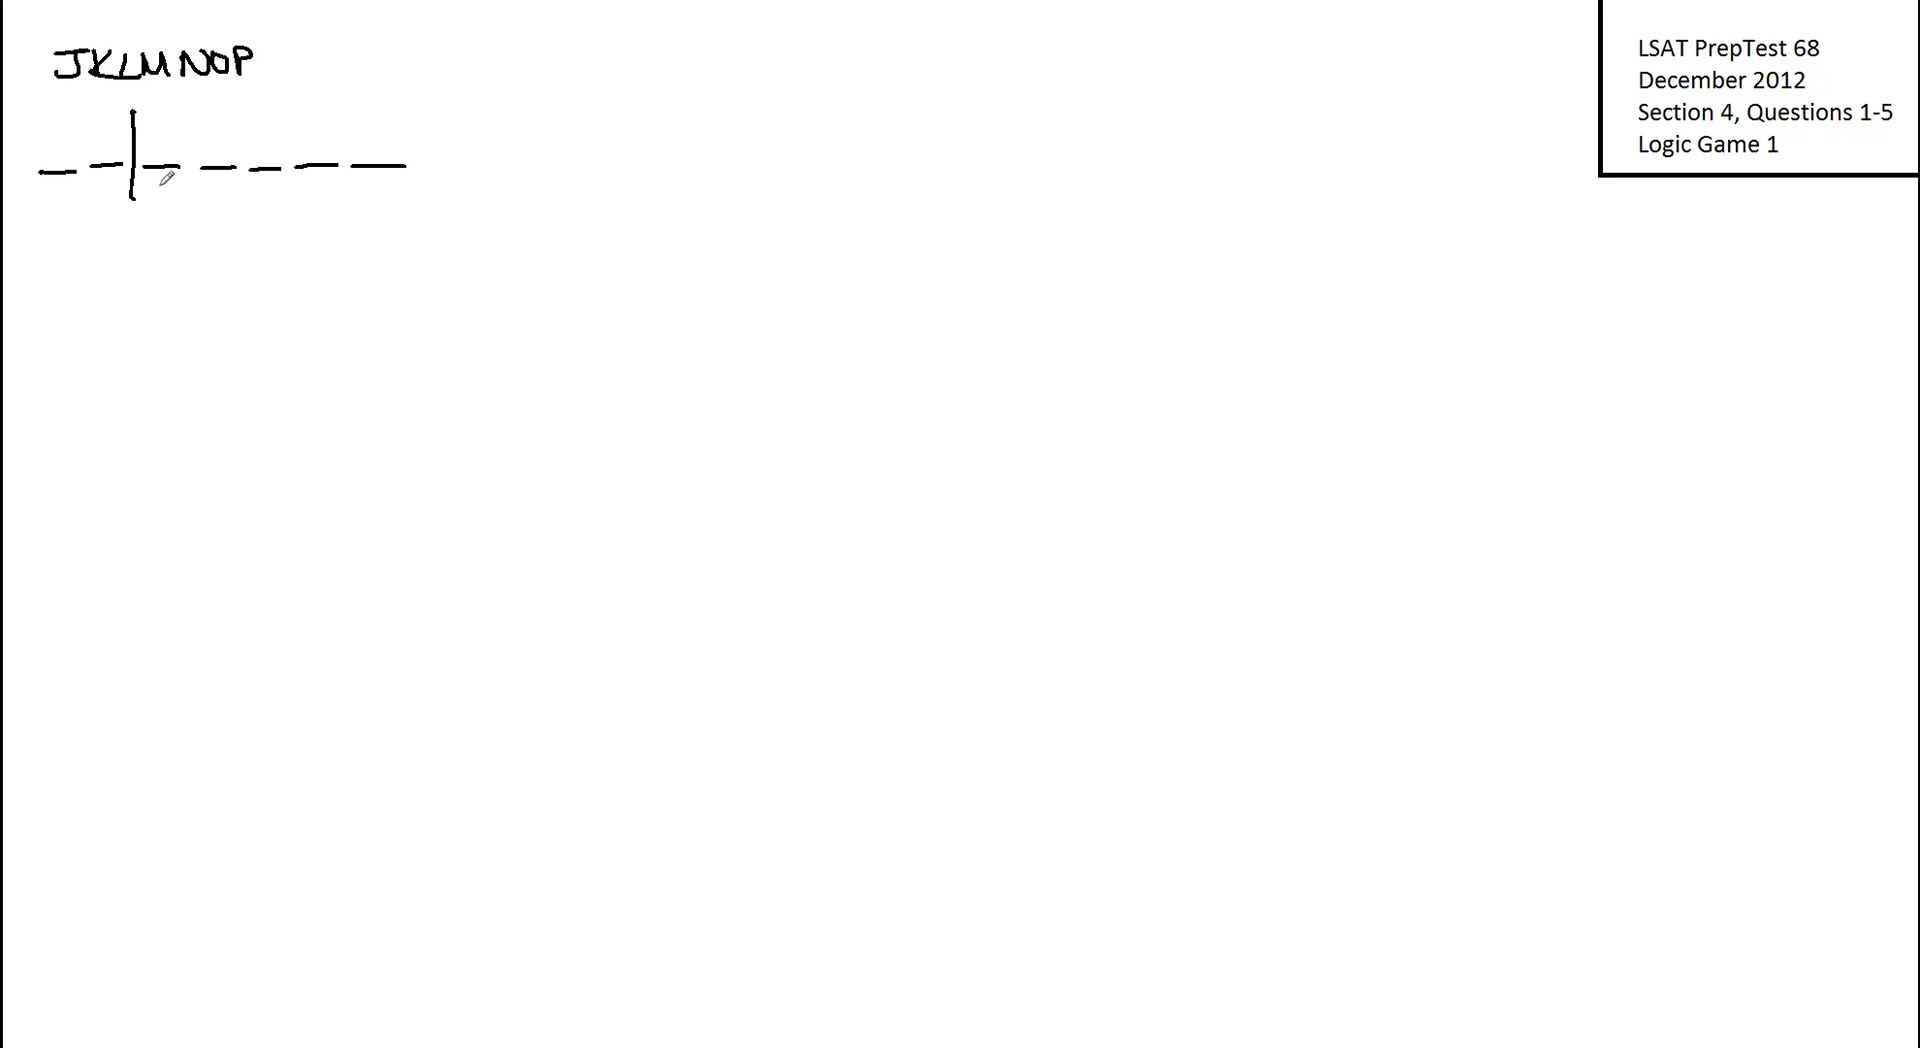 JKLMNOP
LSAT PrepTest 68
December 2012
Section 4, Questions 1-5
Logic Game 1